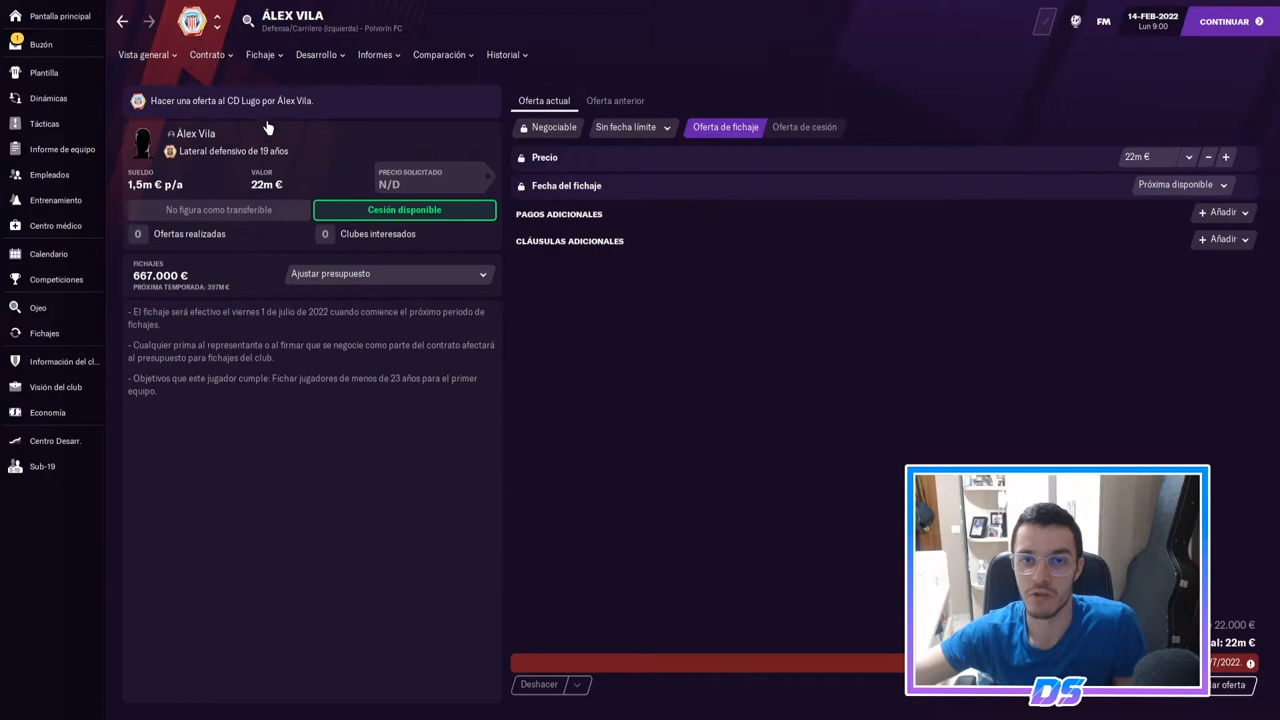 Pantalla principal
1
Buzón
Plantilla
Dinámicas
Tácticas
Informe de equipo
Empleados
Entrenamiento
Centro médico
Calendario
Competiciones
Ojeo
Fichajes
Información del cl...
Visión del club
Economía
Centro Desarr.
Sub-19
ÁLEX VILA
Defensa/Carrilero (izquierda) - Polvorín FC
FM
14-FEB-2022
Lun 9:00
CONTINUAR
Vista general
Contrato
Fichaje
Desarrollo
Informes
Comparación
Historial
Hacer una oferta al CD Lugo por Álex Vila.
Álex Vila
Lateral defensivo de 19 años
SUELDO
1,5m € p/a
VALOR
22m €
PRECIO SOLICITADO
N/D
No figura como transferible
Cesión disponible
0 Ofertas realizadas
0 Clubes interesados
FICHAJES
667.000 €
PRÓXIMA TEMPORADA: 397M €
Ajustar presupuesto
- El fichaje será efectivo el viernes 1 de julio de 2022 cuando comience el próximo periodo de
fichajes.
- Cualquier prima al representante o al firmar que se negocie como parte del contrato afectará
al presupuesto para fichajes del club.
- Objetivos que este jugador cumple: Fichar jugadores de menos de 23 años para el primer
equipo.
Oferta actual
Oferta anterior
Negociable
Sin fecha límite
Oferta de fichaje
Oferta de cesión
Precio
22m €
Fecha del fichaje
Próxima disponible
PAGOS ADICIONALES
+ Añadir
CLÁUSULAS ADICIONALES
+ Añadir
22.000 €
al: 22m €
/7/2022.
Deshacer
ar oferta
DS